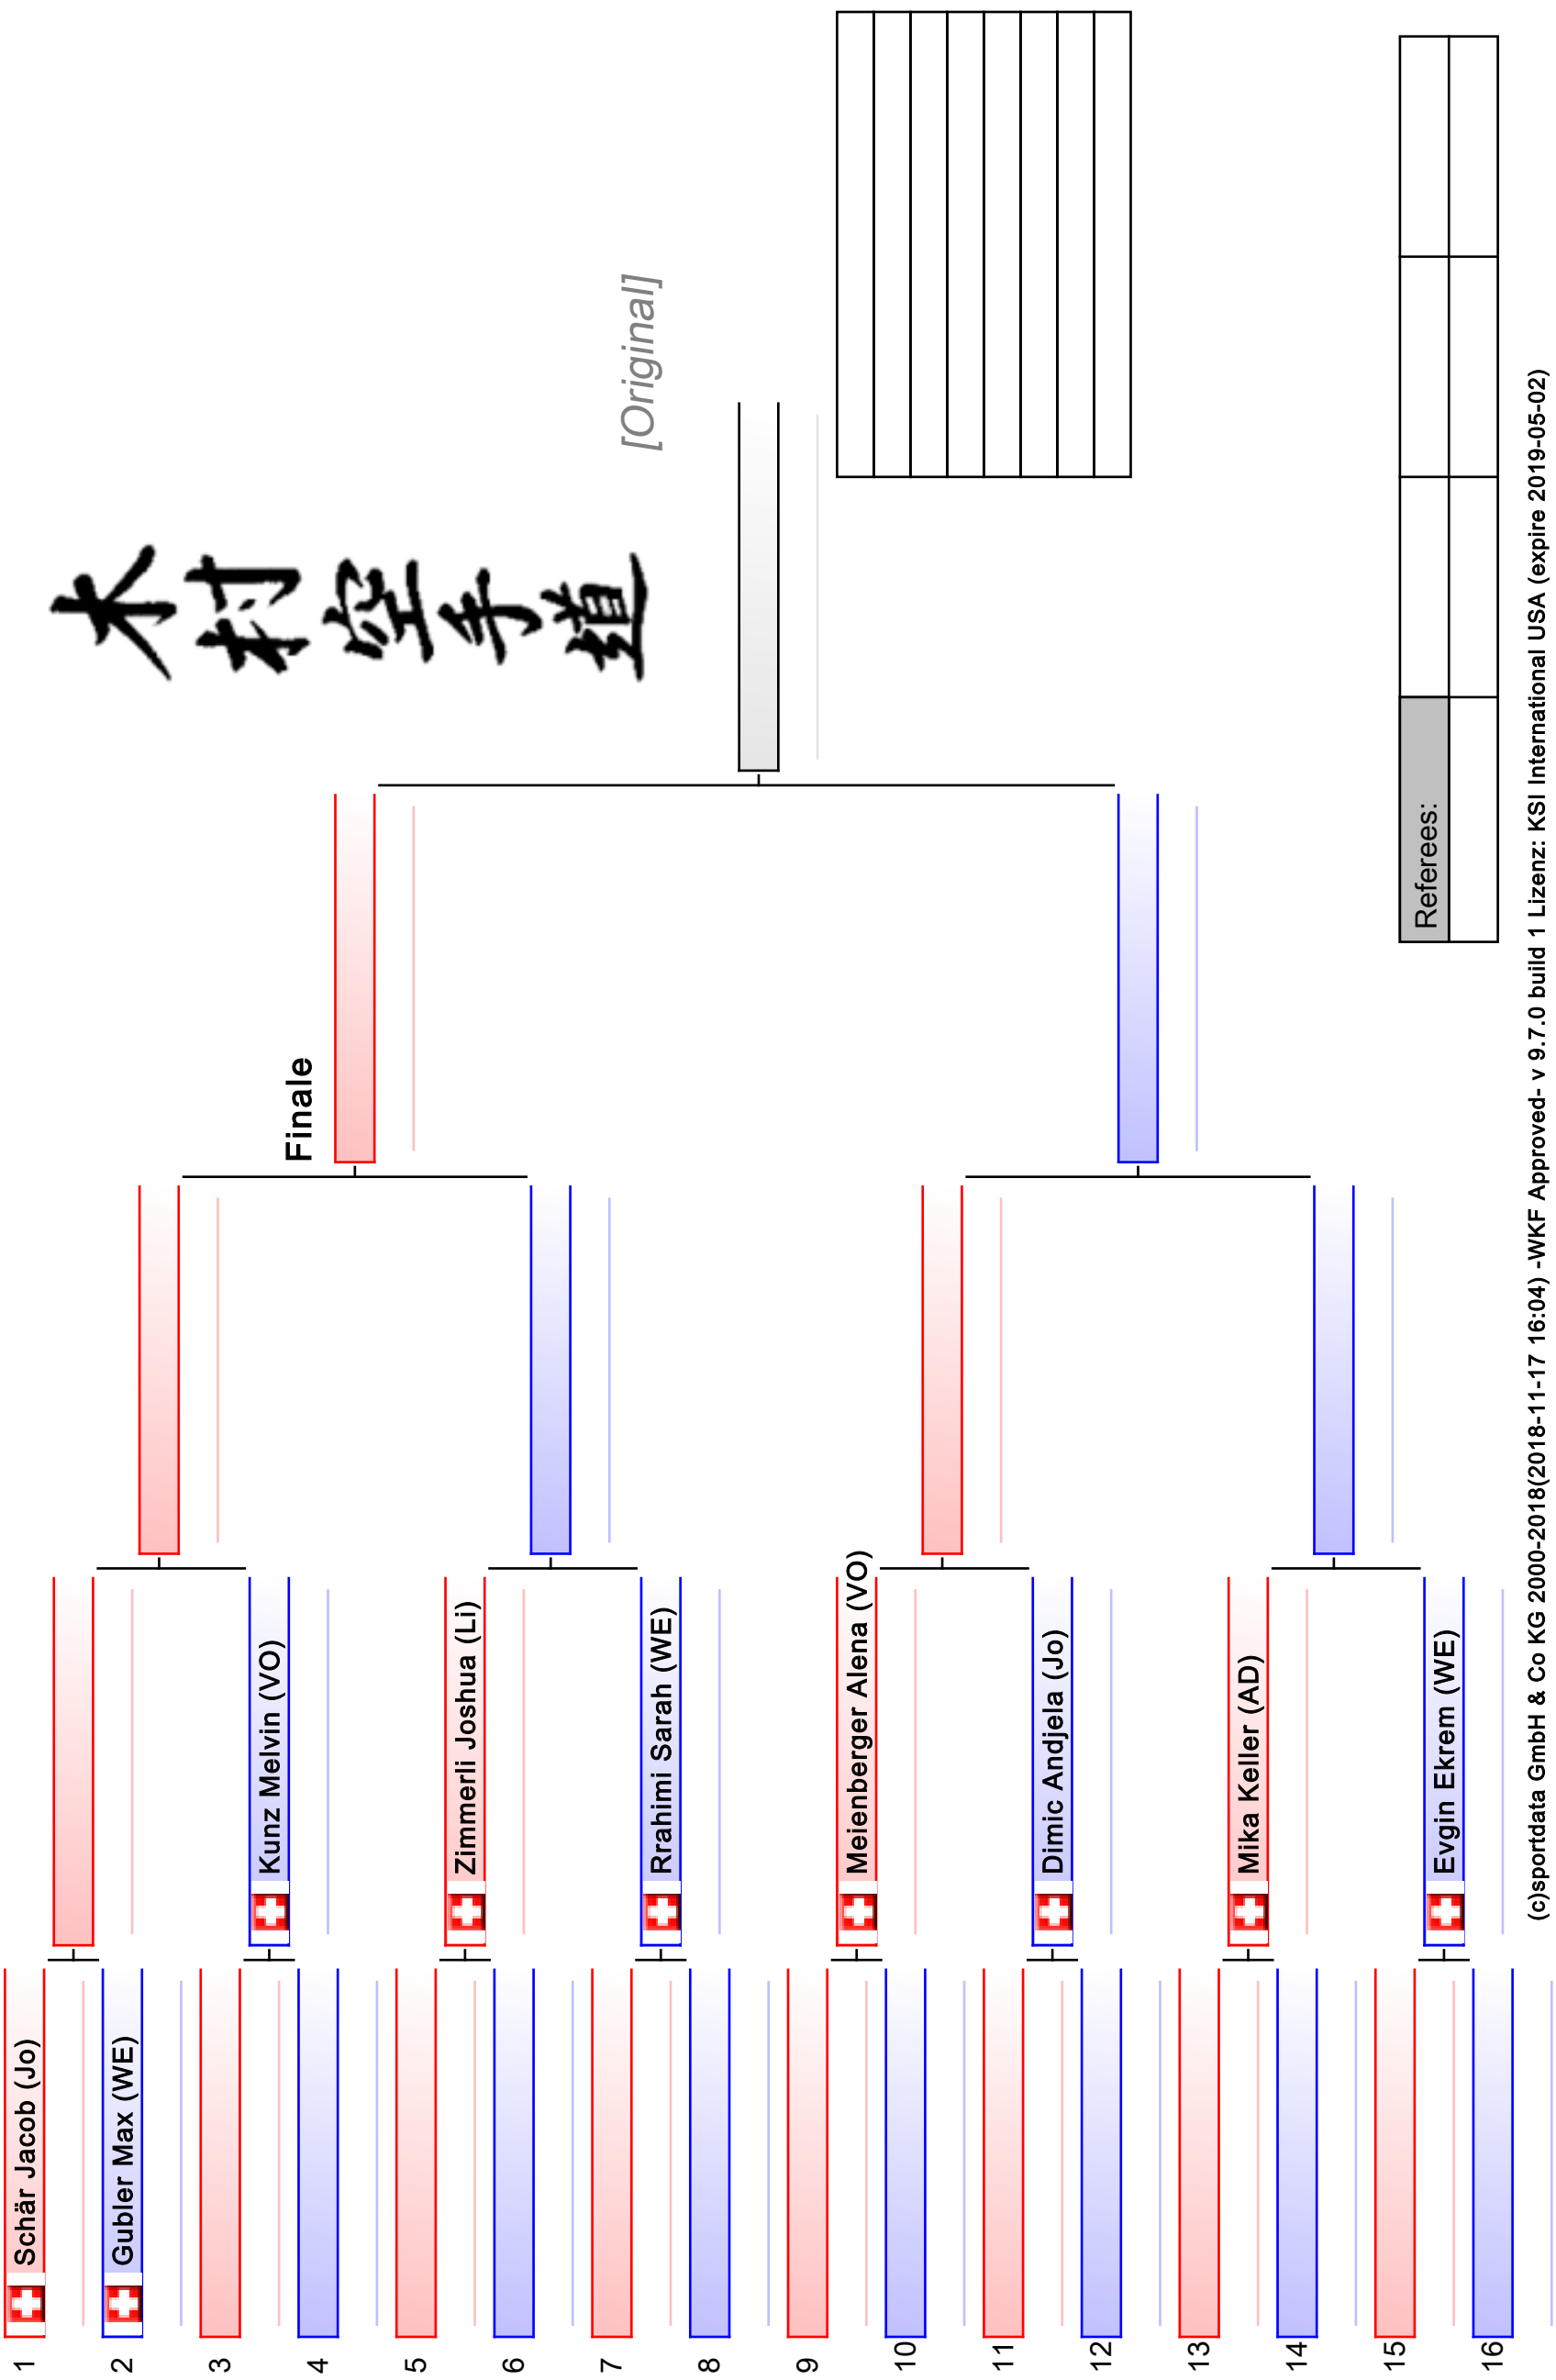 木村空手道
[Original]
Finale
1
Schär Jacob (Jo)
2
Gubler Max (WE)
3
Kunz Melvin (VO)
4
5
Zimmerli Joshua (Li)
6
7
Rrahimi Sarah (WE)
8
9
Meienberger Alena (VO)
10
11
Dimic Andjela (Jo)
12
13
Mika Keller (AD)
14
15
Evgin Ekrem (WE)
16
Referees:
(c)sportdata GmbH & Co KG 2000-2018(2018-11-17 16:04) -WKF Approved- v 9.7.0 build 1 Lizenz: KSI International USA (expire 2019-05-02)